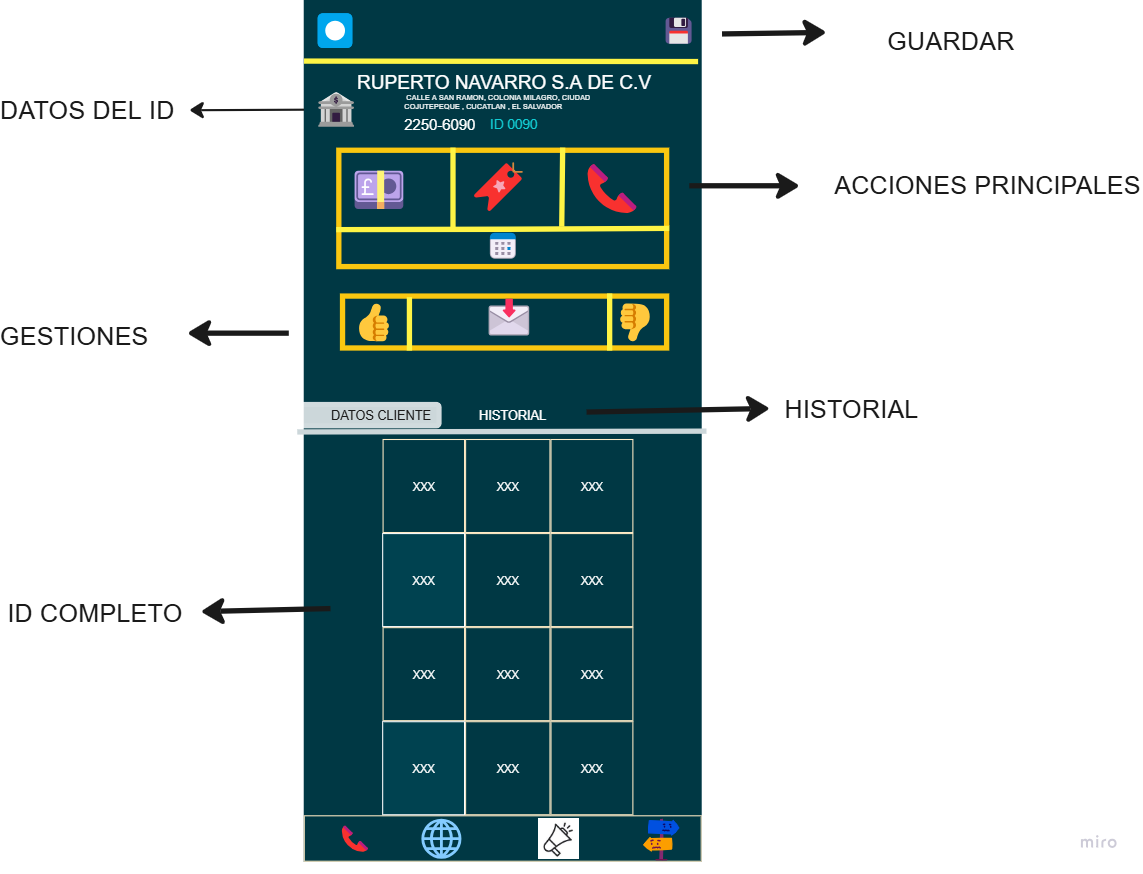 GUARDAR
RUPERTO NAVARRO S.A DE C.V
CALLE A SAN RAMON, COLONIA MILAGRO, CIUDAD
COJUTEPEQUE , CUCATLAN , EL SALVADOR
DATOS DEL ID
2250-6090 ID 0090
ACCIONES PRINCIPALES
£
GESTIONES
DATOS CLIENTE HISTORIAL
HISTORIAL
XXX XXX XXX
XXX XXX XXX
ID COMPLETO
XXX XXX XXX
XXX XXX XXX
miro